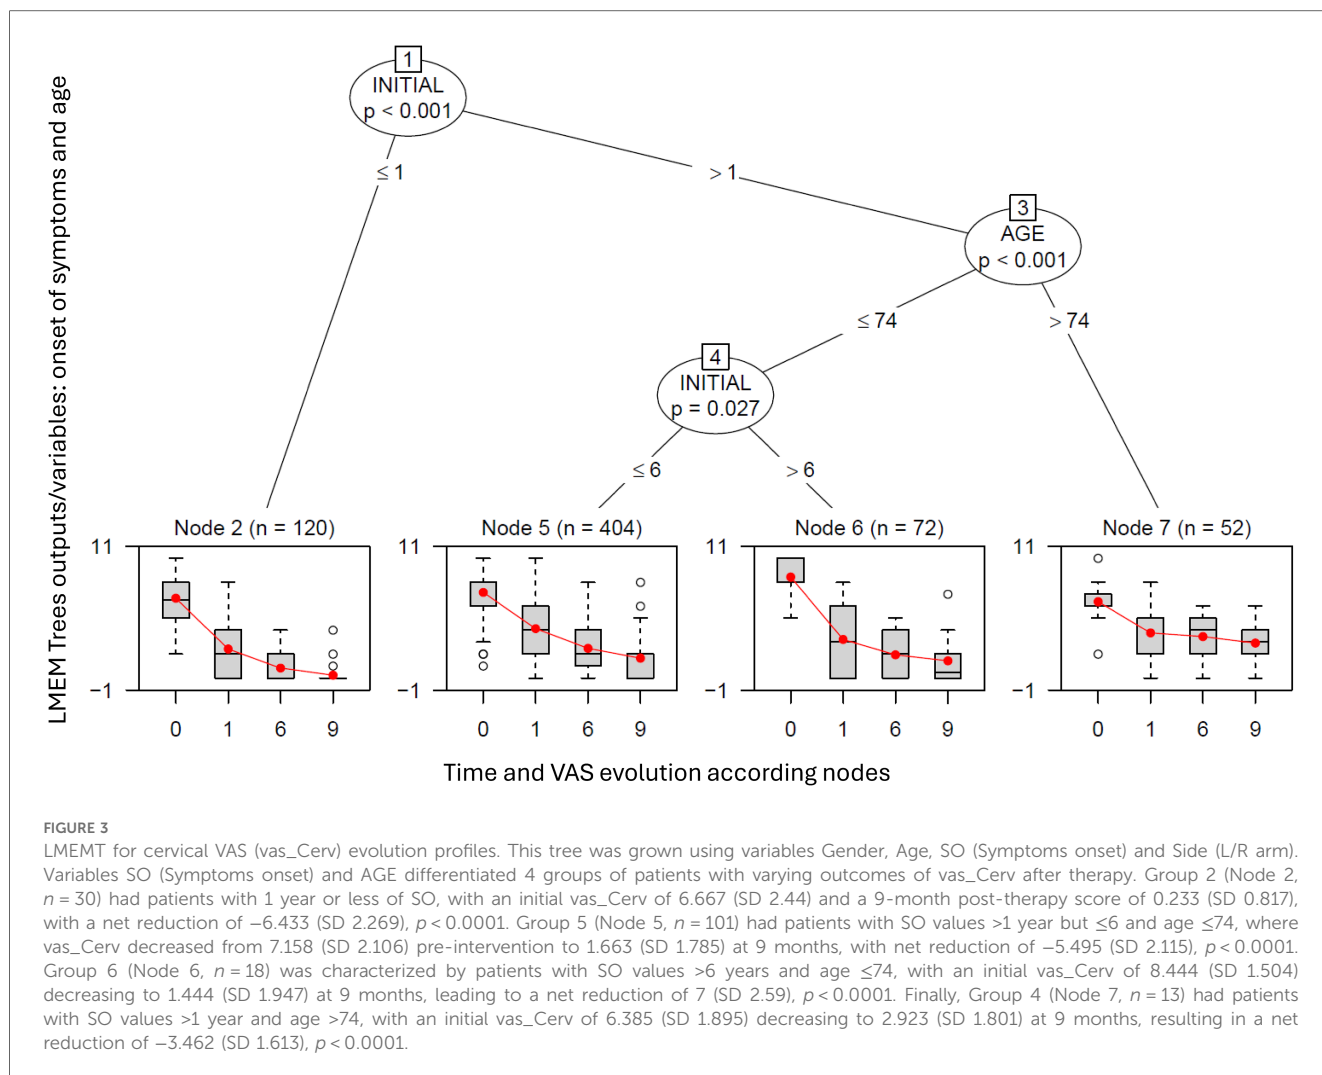 LMEM Trees outputs/variables: onset of symptoms and age
1
INITIAL
p < 0.001
≤ 1
> 1
3
AGE
p < 0.001
≤ 74
> 74
4
INITIAL
p = 0.027
≤ 6
> 6
Node 2 (n = 120)
Node 5 (n = 404)
Node 6 (n = 72)
Node 7 (n = 52)
11
−1
0 1 6 9
11
−1
0 1 6 9
11
−1
0 1 6 9
11
−1
0 1 6 9
Time and VAS evolution according nodes
FIGURE 3
LMEMT for cervical VAS (vas_Cerv) evolution profiles. This tree was grown using variables Gender, Age, SO (Symptoms onset) and Side (L/R arm).
Variables SO (Symptoms onset) and AGE differentiated 4 groups of patients with varying outcomes of vas_Cerv after therapy. Group 2 (Node 2,
n = 30) had patients with 1 year or less of SO, with an initial vas_Cerv of 6.667 (SD 2.44) and a 9-month post-therapy score of 0.233 (SD 0.817),
with a net reduction of −6.433 (SD 2.269), p < 0.0001. Group 5 (Node 5, n = 101) had patients with SO values >1 year but ≤6 and age ≤74, where
vas_Cerv decreased from 7.158 (SD 2.106) pre-intervention to 1.663 (SD 1.785) at 9 months, with net reduction of −5.495 (SD 2.115), p < 0.0001.
Group 6 (Node 6, n = 18) was characterized by patients with SO values >6 years and age ≤74, with an initial vas_Cerv of 8.444 (SD 1.504)
decreasing to 1.444 (SD 1.947) at 9 months, leading to a net reduction of 7 (SD 2.59), p < 0.0001. Finally, Group 4 (Node 7, n = 13) had patients
with SO values >1 year and age >74, with an initial vas_Cerv of 6.385 (SD 1.895) decreasing to 2.923 (SD 1.801) at 9 months, resulting in a net
reduction of −3.462 (SD 1.613), p < 0.0001.